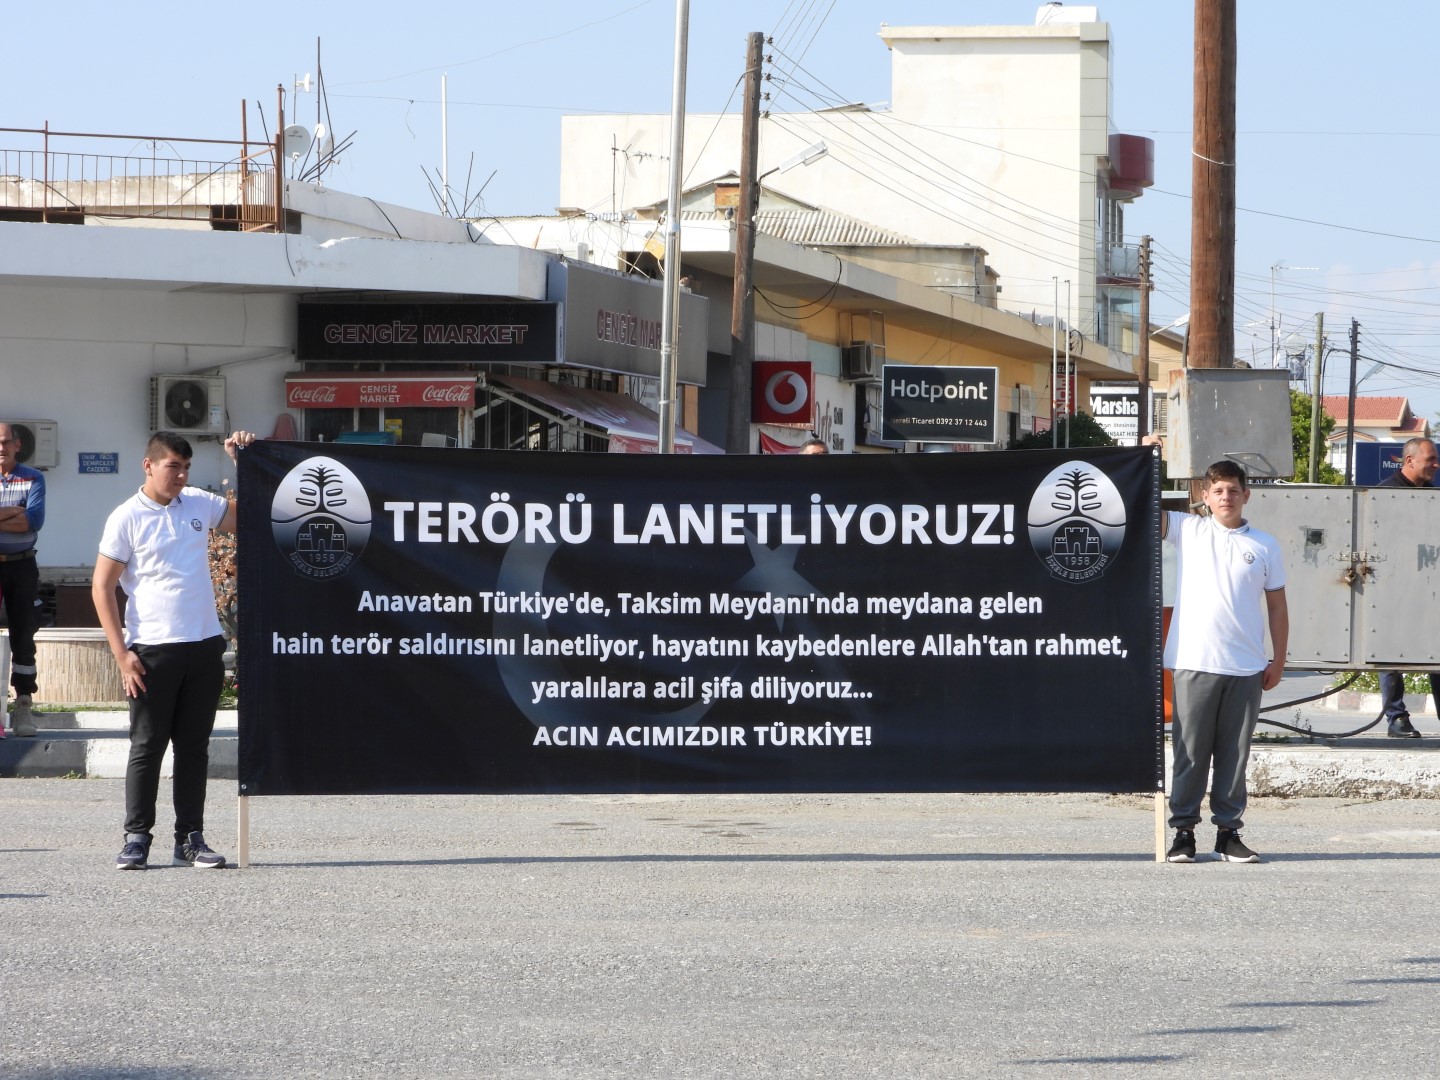 CENGİZ MARKET
CENGİZ MAR
Coca-Cola
CENGİZ
MARKET
Coca-Cola
Hotpoint
Ticaret 0392 37 12 443
Marsha
TERÖRÜ LANETLİYORUZ!
1958
1958
Anavatan Türkiye'de, Taksim Meydanı'nda meydana gelen
hain terör saldırısını lanetliyor, hayatını kaybedenlere Allah'tan rahmet,
yaralılara acil şifa diliyoruz...
ACIN ACIMIZDIR TÜRKİYE!